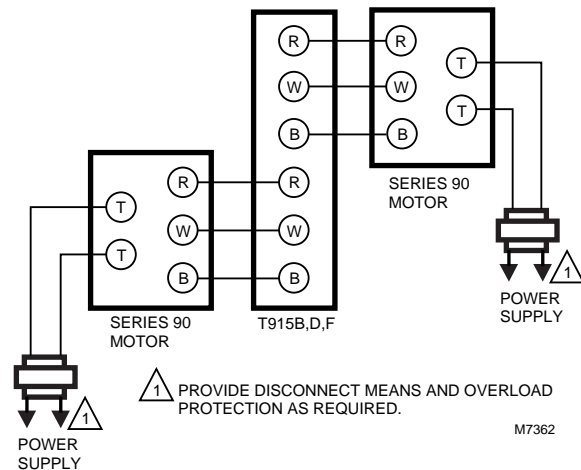 R
R
W
W
B
B
T
T
SERIES 90
MOTOR
1
POWER
SUPPLY
T
T
R
R
W
W
B
B
SERIES 90
MOTOR
T915B,D,F
1
POWER
SUPPLY
1 PROVIDE DISCONNECT MEANS AND OVERLOAD
PROTECTION AS REQUIRED.
M7362